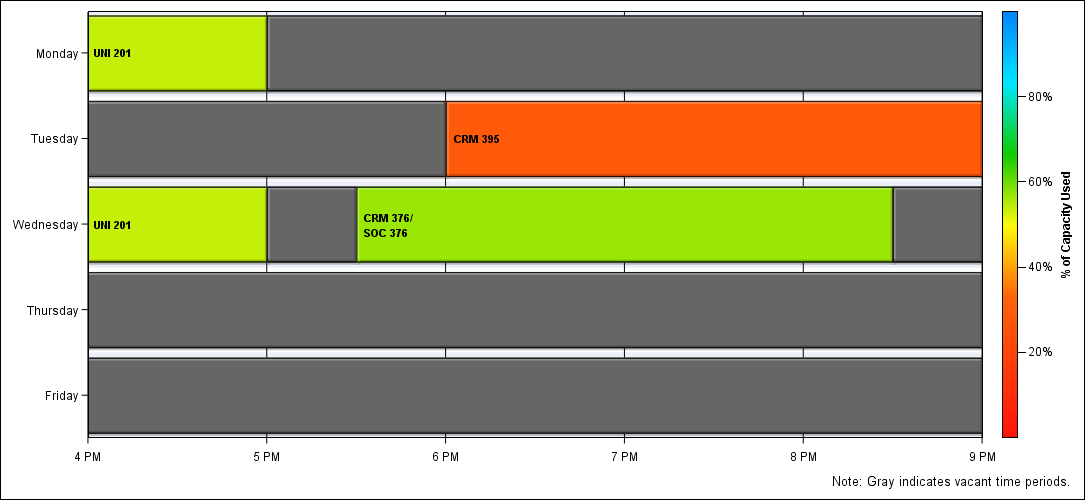 Monday
UNI 201
Tuesday
CRM 395
Wednesday
UNI 201
CRM 376/
SOC 376
Thursday
Friday
4 PM
5 PM
6 PM
7 PM
8 PM
9 PM
80%
60%
40%
20%
% of Capacity Used
Note: Gray indicates vacant time periods.